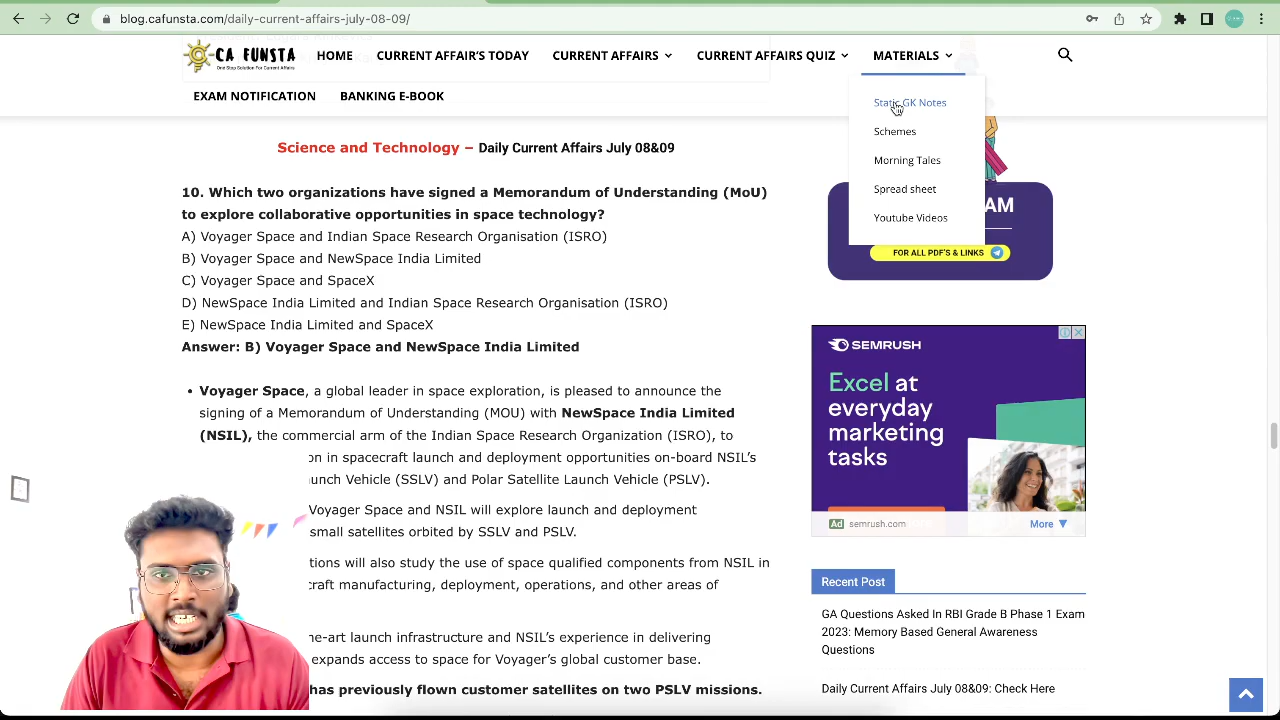 blog.cafunsta.com/daily-current-affairs-july-08-09/
CA FUNSTA
One Stop Solution For Current Affairs
HOME
CURRENT AFFAIR'S TODAY
CURRENT AFFAIRS
CURRENT AFFAIRS QUIZ
MATERIALS
EXAM NOTIFICATION
BANKING E-BOOK
Static GK Notes
Schemes
Morning Tales
Spread sheet
Youtube Videos
AM
FOR ALL PDF'S & LINKS
Science and Technology – Daily Current Affairs July 08&09
10. Which two organizations have signed a Memorandum of Understanding (MoU)
to explore collaborative opportunities in space technology?
A) Voyager Space and Indian Space Research Organisation (ISRO)
B) Voyager Space and NewSpace India Limited
C) Voyager Space and SpaceX
D) NewSpace India Limited and Indian Space Research Organisation (ISRO)
E) NewSpace India Limited and SpaceX
Answer: B) Voyager Space and NewSpace India Limited
• Voyager Space, a global leader in space exploration, is pleased to announce the
signing of a Memorandum of Understanding (MOU) with NewSpace India Limited
(NSIL), the commercial arm of the Indian Space Research Organization (ISRO), to
on in spacecraft launch and deployment opportunities on-board NSIL's
unch Vehicle (SSLV) and Polar Satellite Launch Vehicle (PSLV).
Voyager Space and NSIL will explore launch and deployment
small satellites orbited by SSLV and PSLV.
tions will also study the use of space qualified components from NSIL in
craft manufacturing, deployment, operations, and other areas of
ne-art launch infrastructure and NSIL's experience in delivering
expands access to space for Voyager's global customer base.
has previously flown customer satellites on two PSLV missions.
SEMRUSH
Excel at
everyday
marketing
tasks
Ad semrush.com
More
Recent Post
GA Questions Asked In RBI Grade B Phase 1 Exam
2023: Memory Based General Awareness
Questions
Daily Current Affairs July 08&09: Check Here